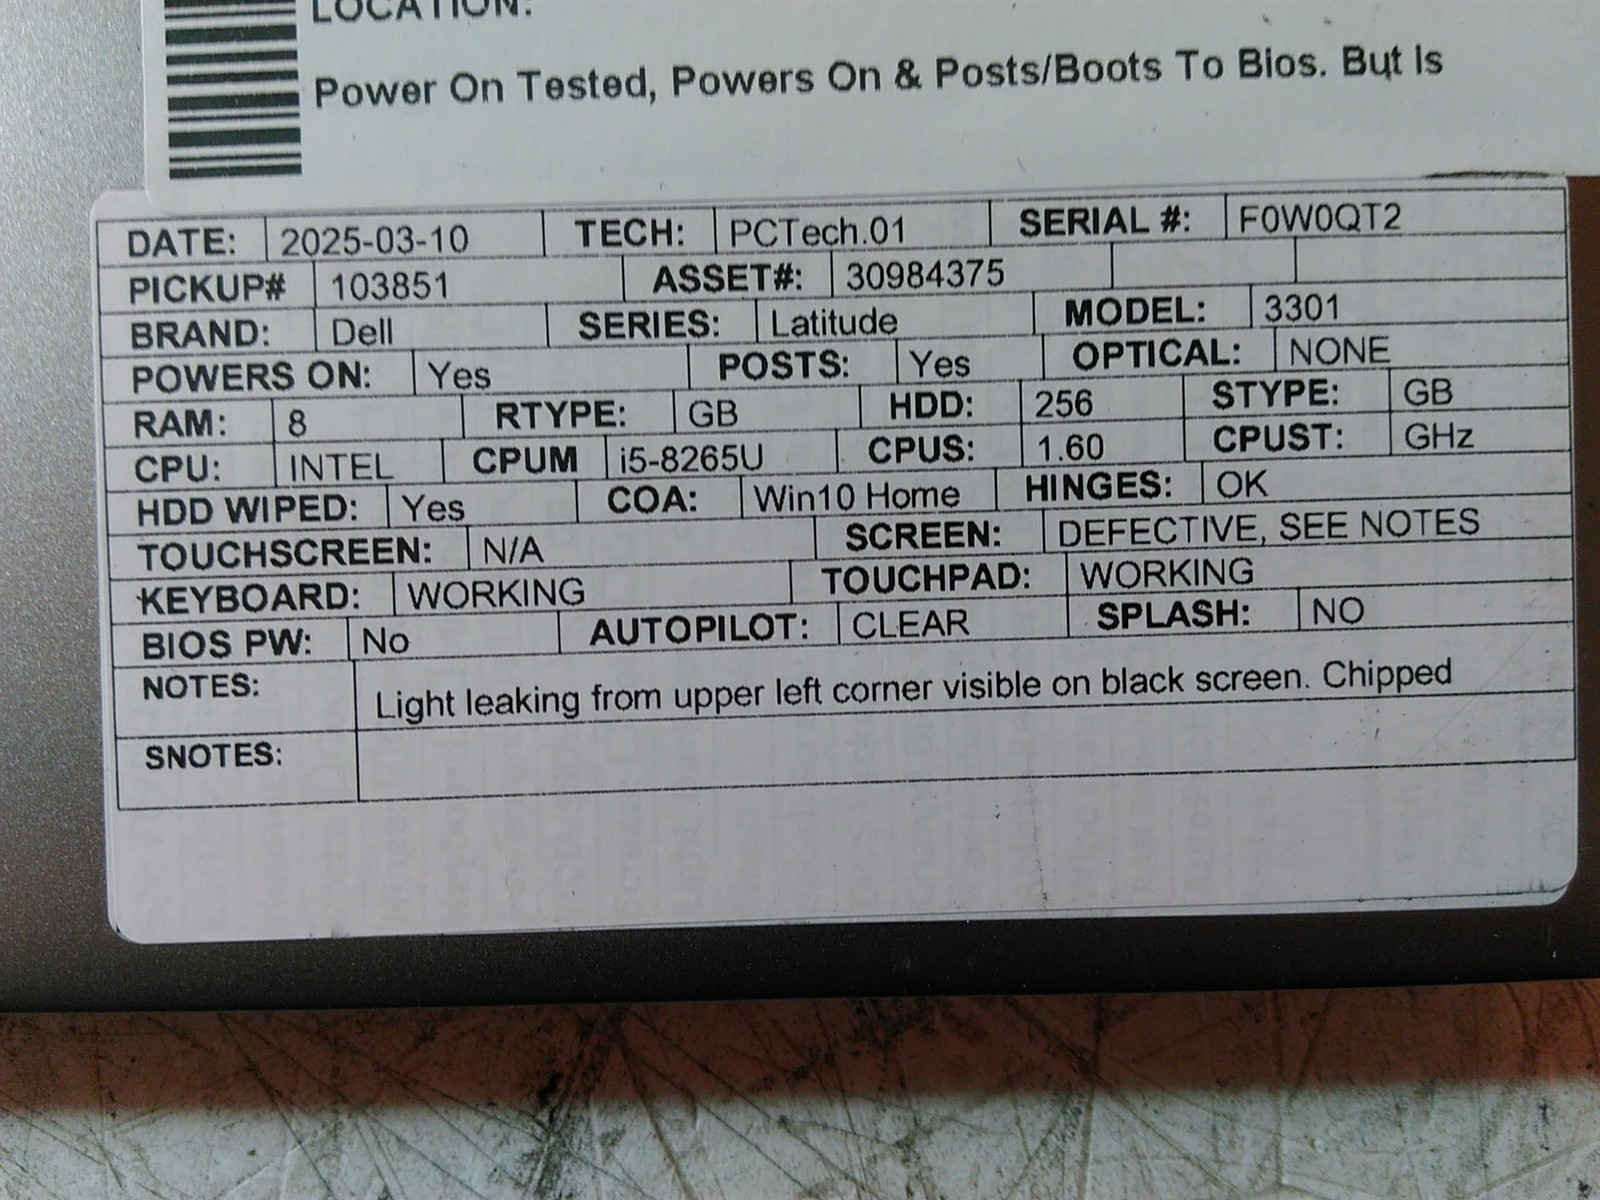 LOCATION:
Power On Tested, Powers On & Posts/Boots To Bios. But Is
DATE: 2025-03-10 TECH: PCTech.01 SERIAL #: F0W0QT2
PICKUP# 103851 ASSET#: 30984375
BRAND: Dell SERIES: Latitude MODEL: 3301
POWERS ON: Yes POSTS: Yes OPTICAL: NONE
RAM: 8 RTYPE: GB HDD: 256 STYPE: GB
CPU: INTEL CPUM i5-8265U CPUS: 1.60 CPUST: GHz
HDD WIPED: Yes COA: Win10 Home HINGES: OK
TOUCHSCREEN: N/A SCREEN: DEFECTIVE, SEE NOTES
KEYBOARD: WORKING TOUCHPAD: WORKING
BIOS PW: No AUTOPILOT: CLEAR SPLASH: NO
NOTES: Light leaking from upper left corner visible on black screen. Chipped
SNOTES: